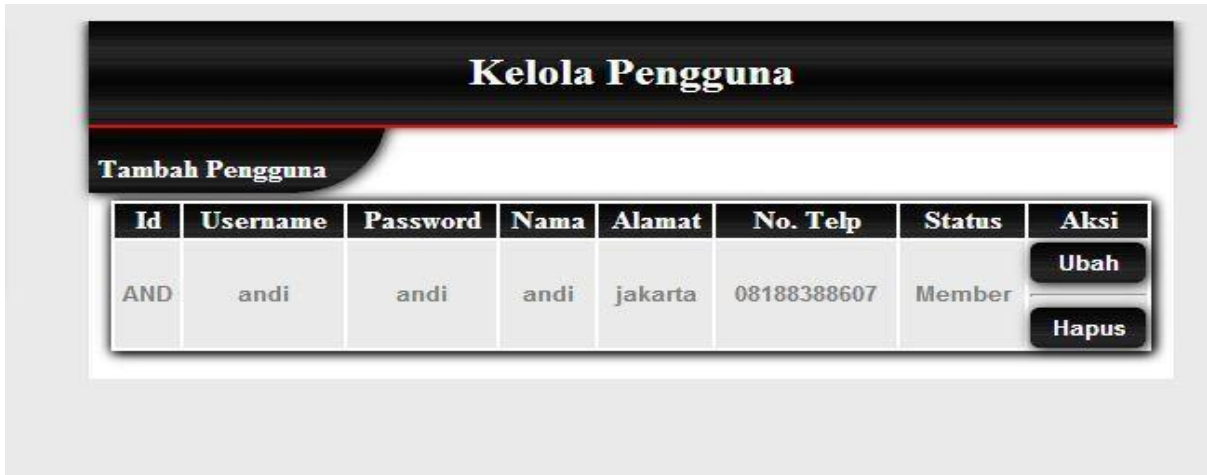 Kelola Pengguna
Tambah Pengguna
Id Username Password Nama Alamat No. Telp Status Aksi
AND andi andi andi jakarta 08188388607 Member Ubah
Hapus